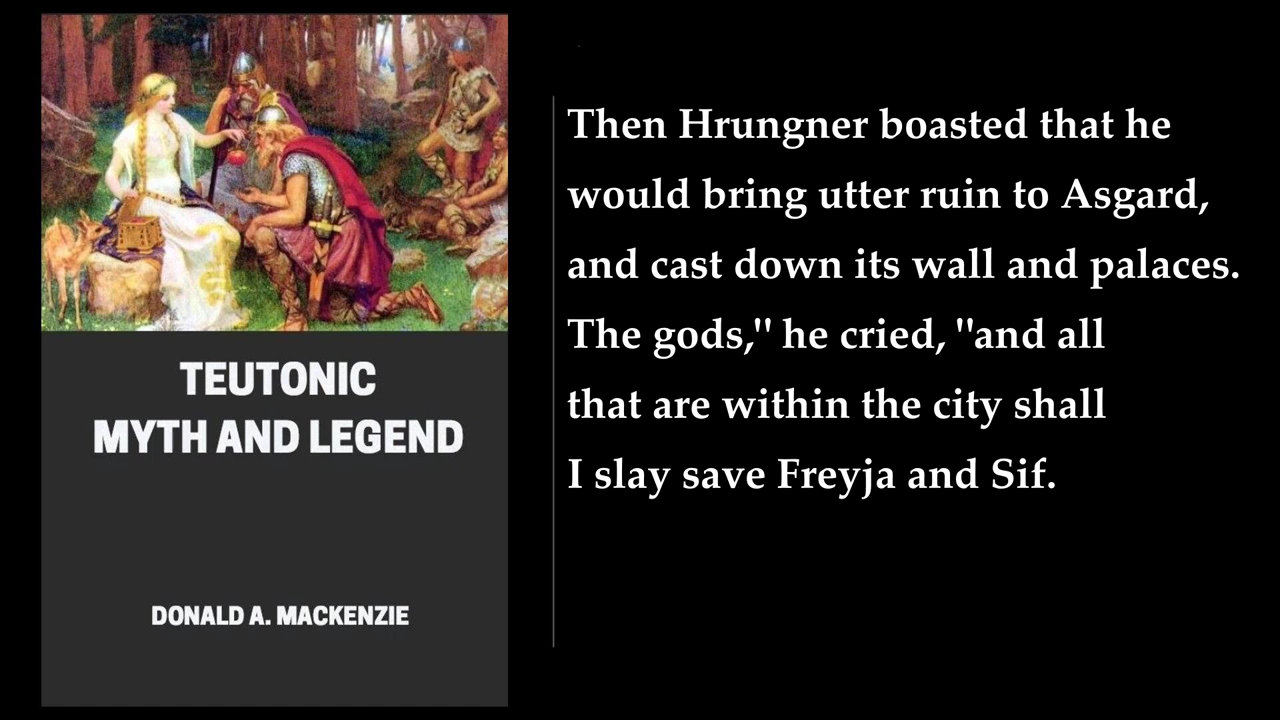 TEUTONIC
MYTH AND LEGEND
DONALD A. MACKENZIE
Then Hrungner boasted that he
would bring utter ruin to Asgard,
and cast down its wall and palaces.
The gods," he cried, "and all
that are within the city shall
I slay save Freyja and Sif.